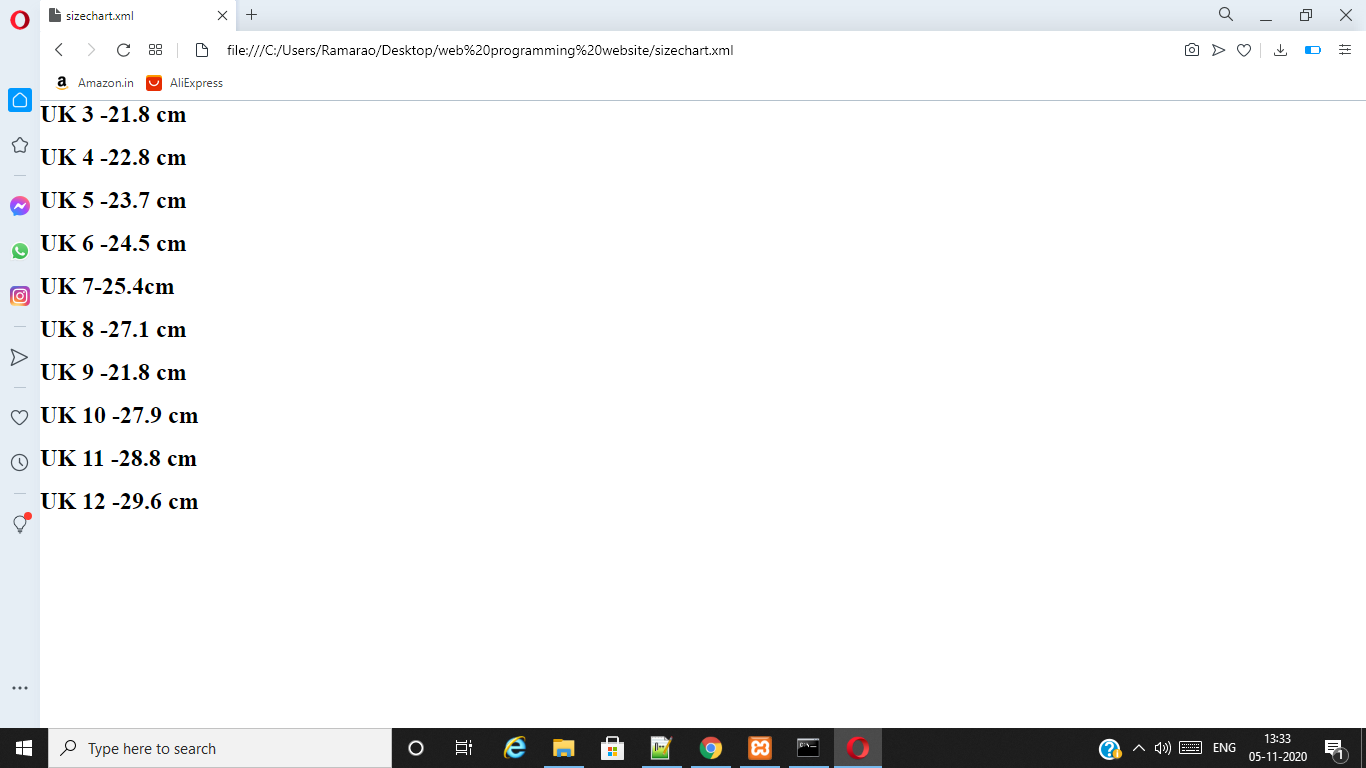 sizechart.xml
file:///C:/Users/Ramarao/Desktop/web%20programming%20website/sizechart.xml
a Amazon.in AliExpress
UK 3 -21.8 cm
UK 4 -22.8 cm
UK 5 -23.7 cm
UK 6 -24.5 cm
UK 7-25.4cm
UK 8 -27.1 cm
UK 9 -21.8 cm
UK 10 -27.9 cm
UK 11 -28.8 cm
UK 12 -29.6 cm
Type here to search
ENG
13:33
05-11-2020
1